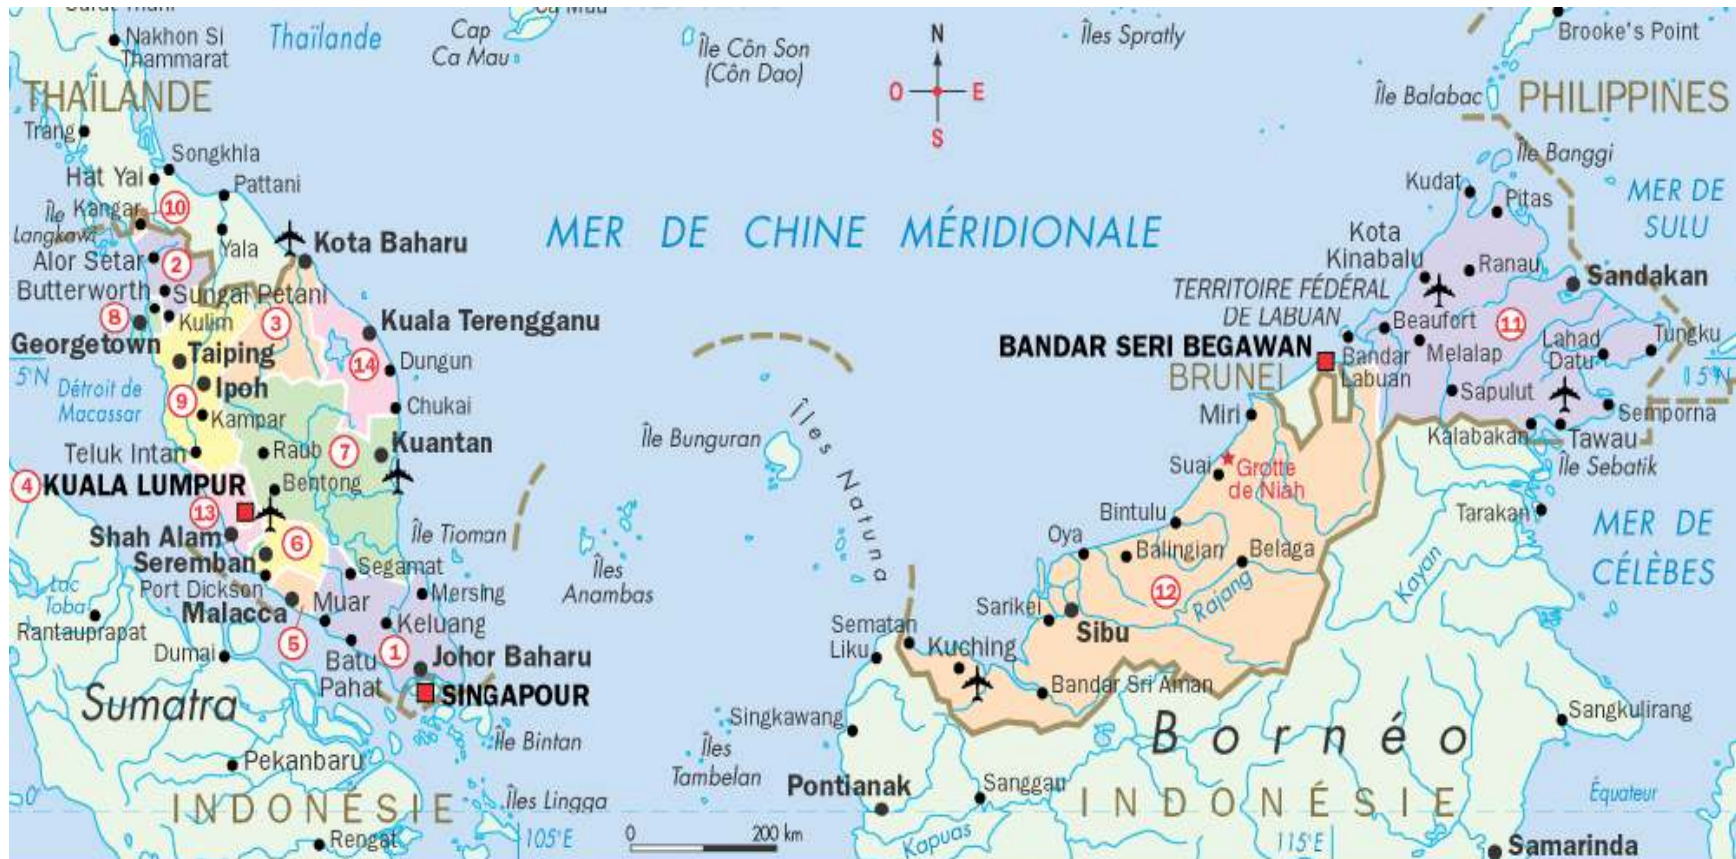 Ca Mau
Nakhon Si
Thammarat
Thaïlande
Cap
Ca Mau
Île Côn Son
(Côn Dao)
N
O
E
S
Îles Spratly
Brooke's Point
THAÏLANDE
Île Balabac
PHILIPPINES
Trang
Songkhla
Hat Yai
Pattani
Île Banggi
Kudat
Pitas
MER DE
SULU
Île
Langkawi
Kangar
10
Yala
Kota Baharu
MER DE CHINE MÉRIDIONALE
Kota
Kinabalu
Ranau
Sandakan
Alor Setar
2
Butterworth
Sungai Petani
TERRITOIRE FÉDÉRAL
DE LABUAN
8
Kulim
3
Kuala Terengganu
Beaufort
11
Tungku
Georgetown
Taiping
14
Dungun
BANDAR SERI BEGAWAN
Bandar
Labuan
Melalap
Lahad
Datu
5°N
Détroit de
Macassar
Ipoh
BRUNEI
Sapulut
5°N
9
Kampar
Chukai
Miri
Semporna
Teluk Intan
Raub
7
Kuantan
Île Bunguran
Îles Natuna
Kalabakan
Tawau
Suai
Grotte
de Niah
Île Sebatik
4
KUALA LUMPUR
Bentong
13
Bintulu
Tarakan
MER DE
CÉLÈBES
Shah Alam
6
Île Tioman
Oya
Balingian
Belaga
Seremban
Segamat
Îles
Anambas
Kayan
Lac
Toba
Port Dickson
Mersing
12
Rajang
Malacca
Muar
Sarikei
Sibu
Rantauprapat
5
Keluang
Sematan
Kuching
Dumai
Batu
Pahat
1
Johor Baharu
Liku
Sumatra
SINGAPOUR
Bandar Sri Aman
Singkawang
Sangkulirang
Île Bintan
Îles
Tambelan
Bornéo
Pekanbaru
Pontianak
Sanggau
0°
INDONÉSIE
Îles Lingga
INDONÉSIE
Équateur
Rengat
105°E
0
200 km
Kapuas
115°E
Samarinda